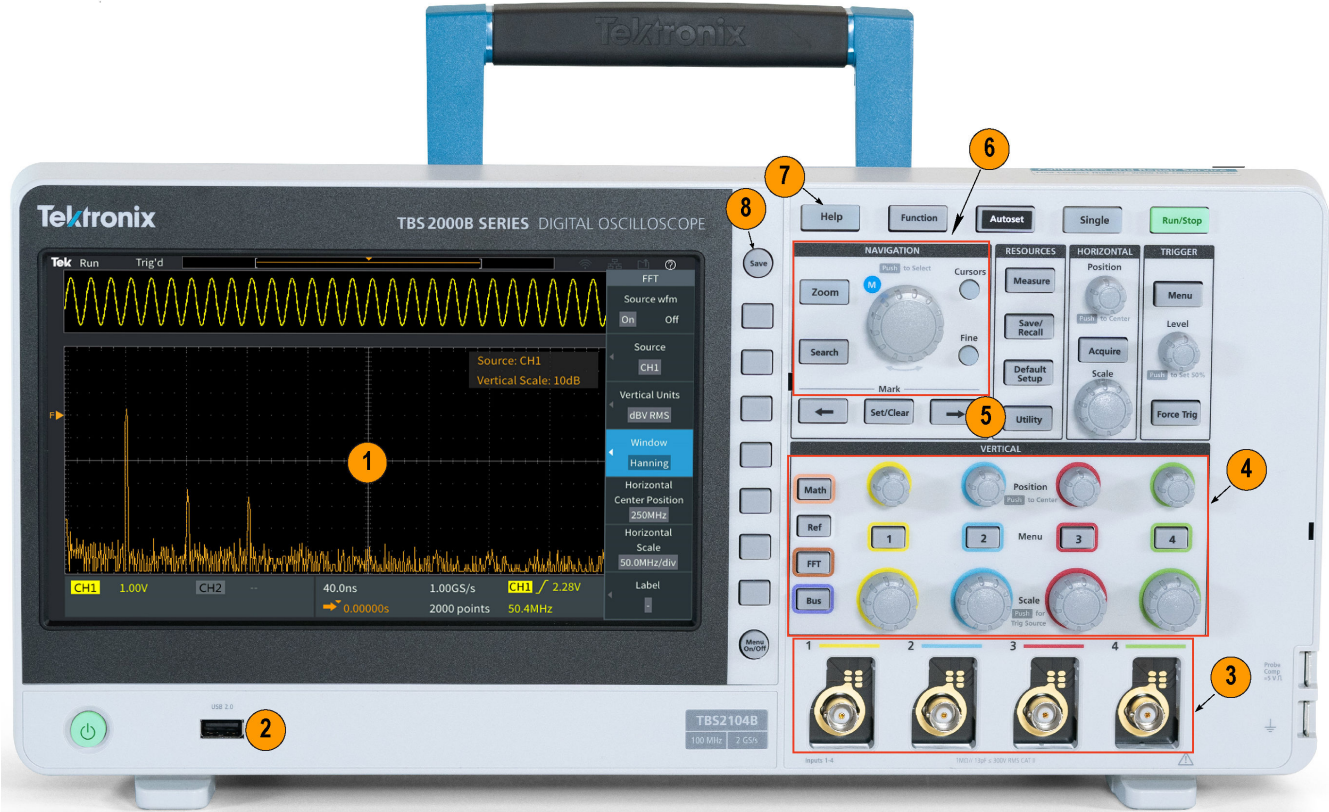 Tektronix
6
7
8
Tektronix
TBS 2000B SERIES DIGITAL OSCILLOSCOPE
Save
Tek Run Trig'd
FFT
Source wfm
On Off
Source
CH1
Vertical Units
dBV RMS
Window
Hanning
Horizontal
Center Position
250MHz
Horizontal
Scale
50.0MHz/div
Label
-
Source: CH1
Vertical Scale: 10dB
F
1
CH1 1.00V CH2 -- 40.0ns 1.00GS/s CH1 2.28V
0.00000s 2000 points 50.4MHz
Menu
On/Off
USB 2.0
2
TBS2104B
100 MHz 2 GS/s
Help Function Autoset Single Run/Stop
NAVIGATION
Push to Select
Cursors
M
Zoom
Fine
Search
Mark
Set/Clear
5
RESOURCES
Measure
Save/
Recall
Default
Setup
Utility
HORIZONTAL
Position
Push to Center
Acquire
Scale
TRIGGER
Menu
Level
Push to Set 50%
Force Trig
VERTICAL
4
Math
Position
Push to Center
Ref
1 2 Menu 3 4
FFT
Bus
Scale
Push for
Trig Source
1 2 3 4
3
Probe
Comp
Inputs 1-4